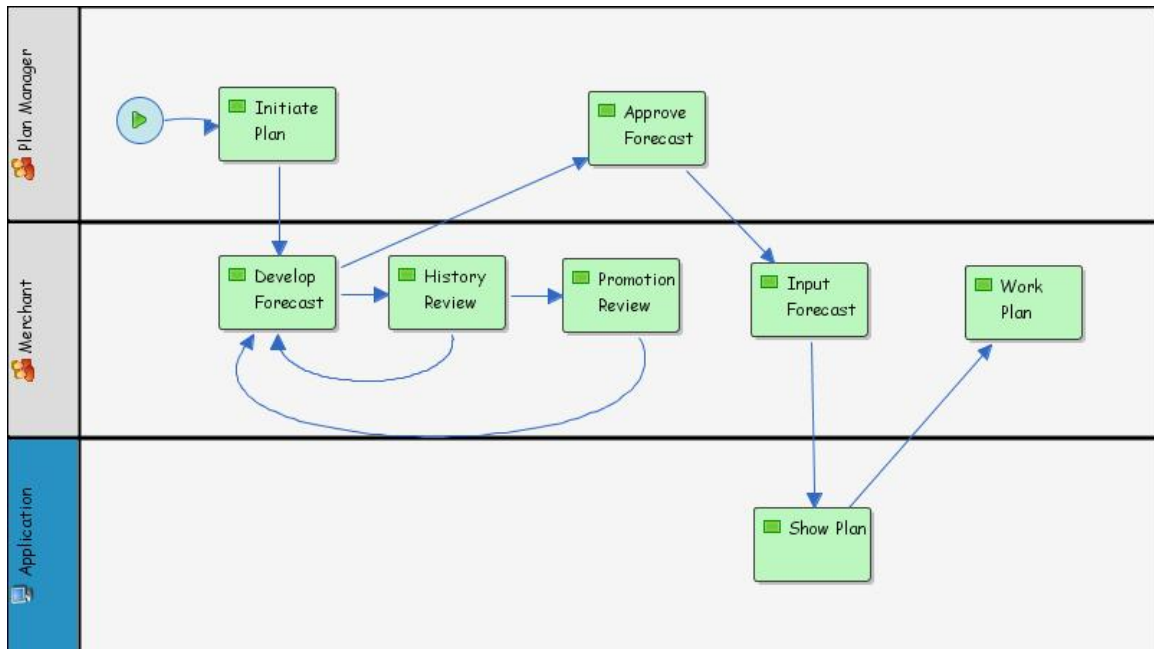 Plan Manager
Initiate
Plan
Approve
Forecast
Merchant
Develop
Forecast
History
Review
Promotion
Review
Input
Forecast
Work
Plan
Application
Show Plan